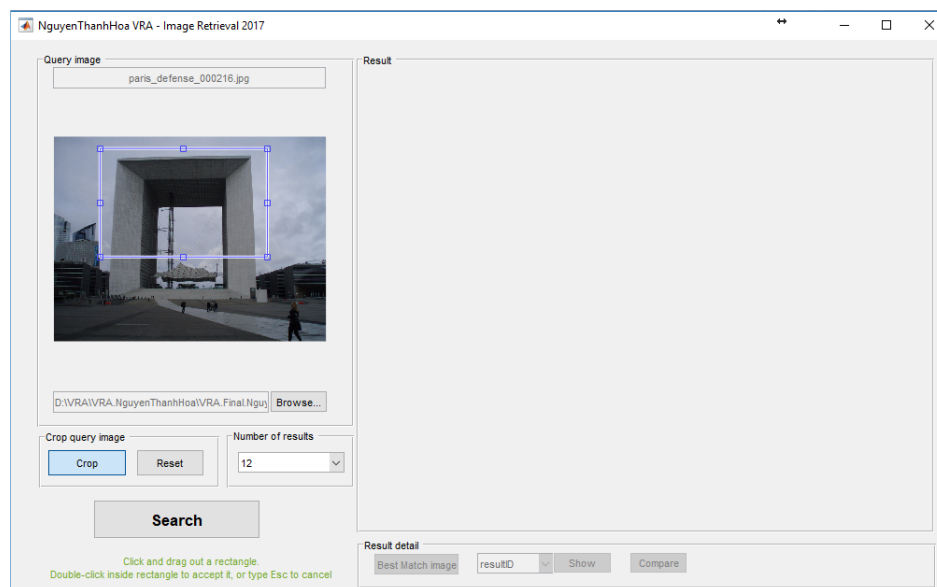 NguyenThanhHoa VRA - Image Retrieval 2017
Query image
paris_defense_000216.jpg
D:\VRA\VRA.NguyenThanhHoa\VRA.Final.Nguy
Browse...
Crop query image
Crop
Reset
Number of results
12
Search
Click and drag out a rectangle.
Double-click inside rectangle to accept it, or type Esc to cancel
Result
Result detail
Best Match image
resultID
Show
Compare